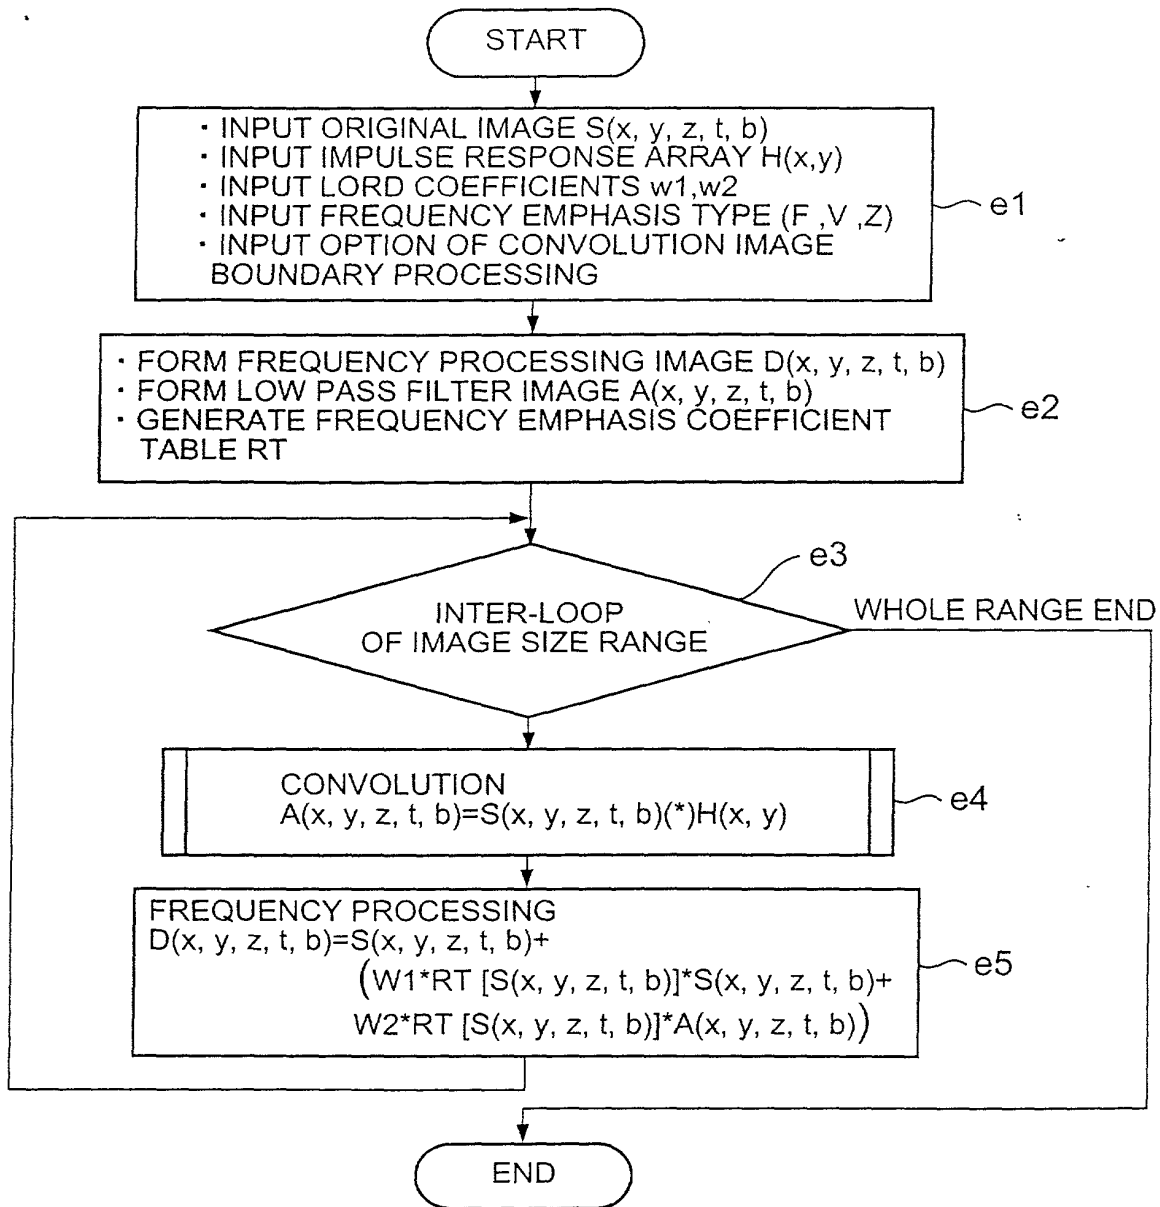 START
· INPUT ORIGINAL IMAGE S(x, y, z, t, b)
· INPUT IMPULSE RESPONSE ARRAY H(x,y)
· INPUT LORD COEFFICIENTS w1,w2
· INPUT FREQUENCY EMPHASIS TYPE (F ,V ,Z)
· INPUT OPTION OF CONVOLUTION IMAGE
BOUNDARY PROCESSING
e1
· FORM FREQUENCY PROCESSING IMAGE D(x, y, z, t, b)
· FORM LOW PASS FILTER IMAGE A(x, y, z, t, b)
· GENERATE FREQUENCY EMPHASIS COEFFICIENT
TABLE RT
e2
e3
INTER-LOOP
OF IMAGE SIZE RANGE
WHOLE RANGE END
CONVOLUTION
A(x, y, z, t, b)=S(x, y, z, t, b)(*)H(x, y)
e4
FREQUENCY PROCESSING
D(x, y, z, t, b)=S(x, y, z, t, b)+
(W1*RT [S(x, y, z, t, b)]*S(x, y, z, t, b)+
W2*RT [S(x, y, z, t, b)]*A(x, y, z, t, b))
e5
END